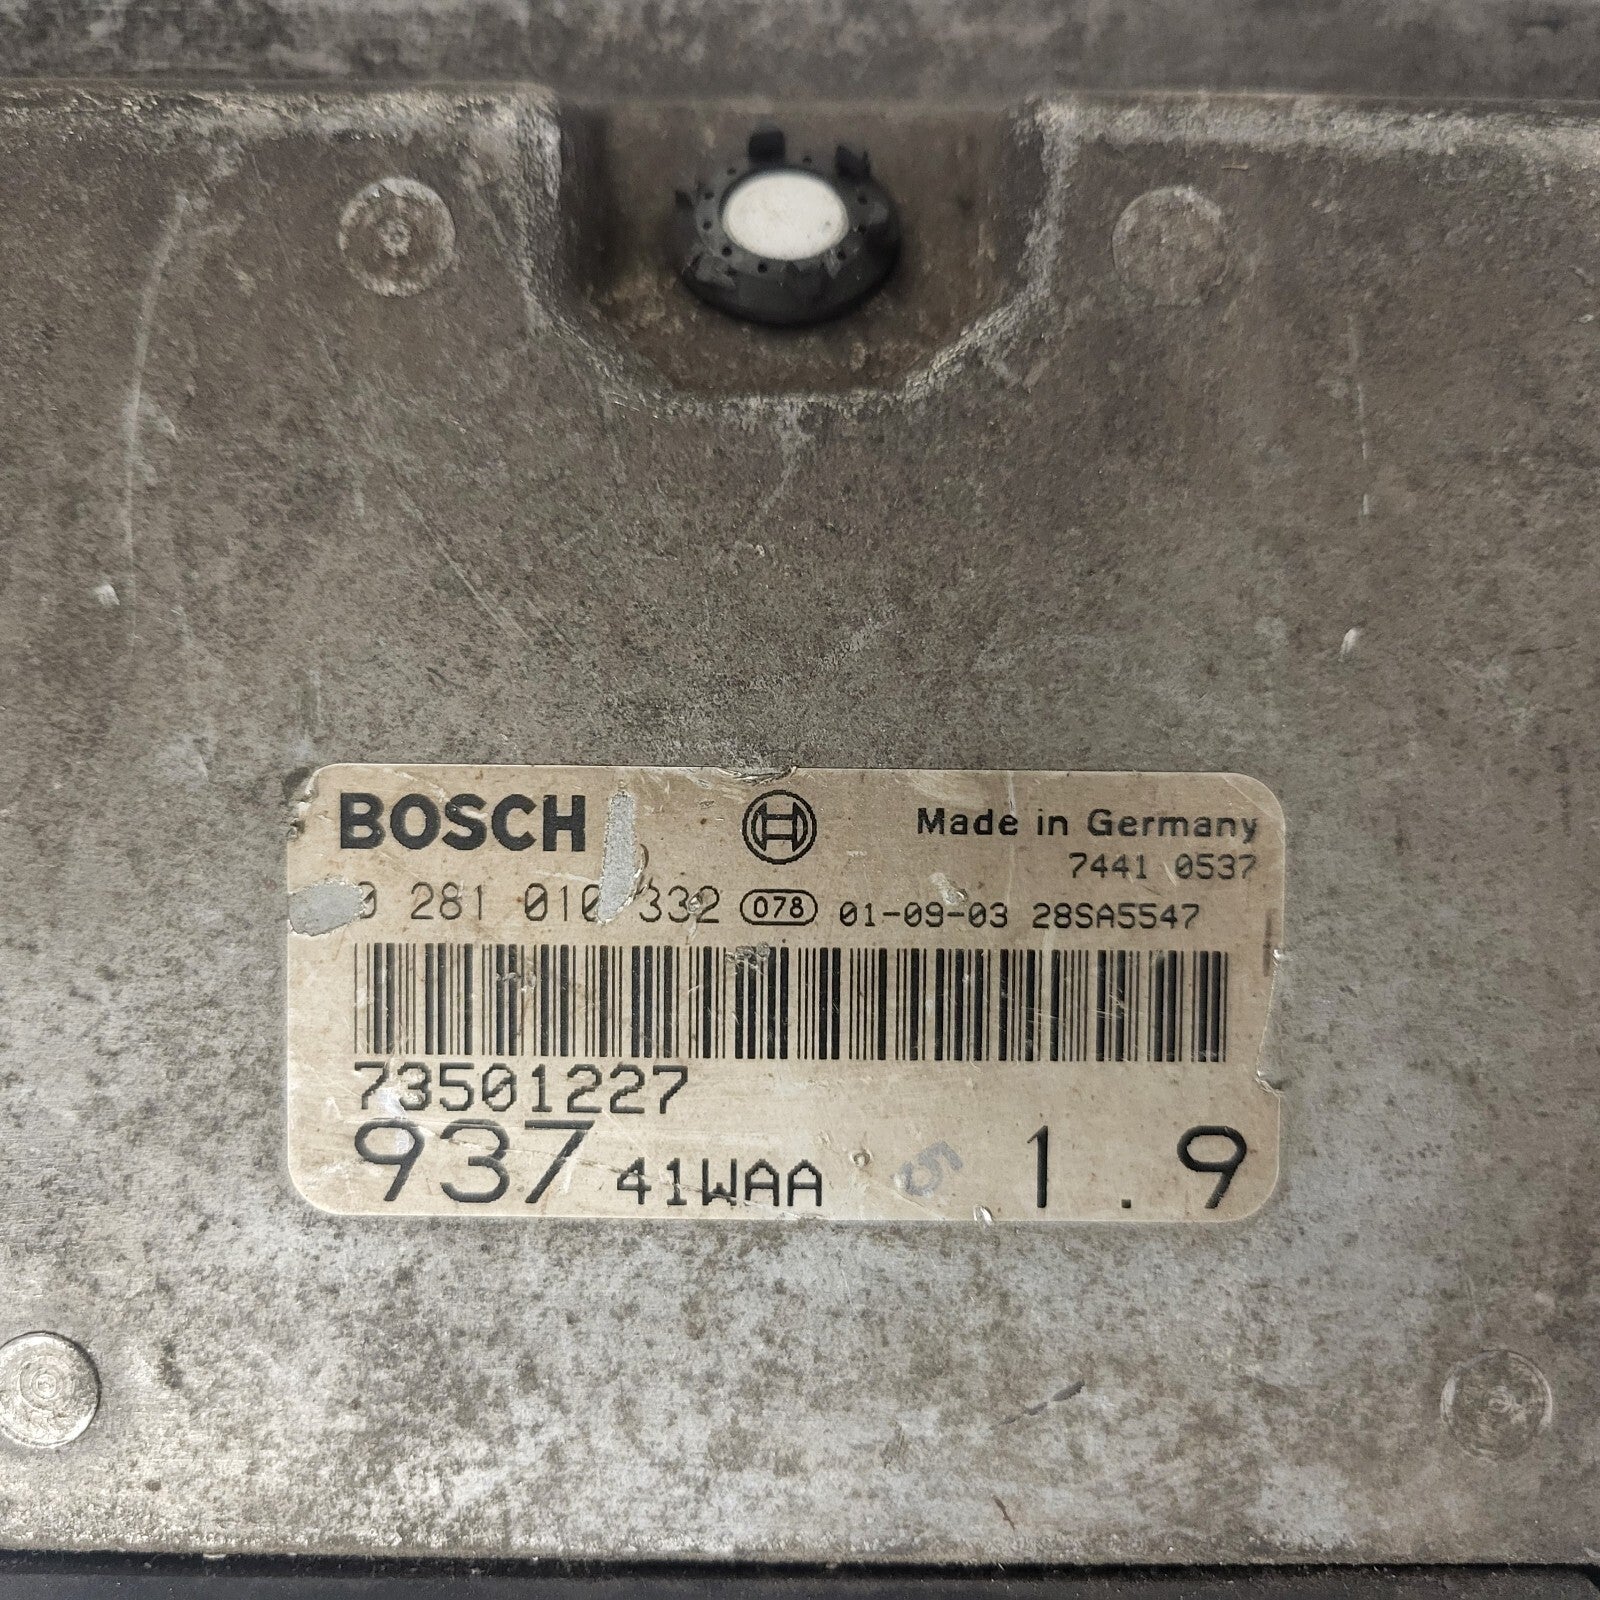 BOSCH Made in Germany
7441 0537
0 281 010 332 078 01-09-03 28SA5547
73501227
937 41WAA 1.9